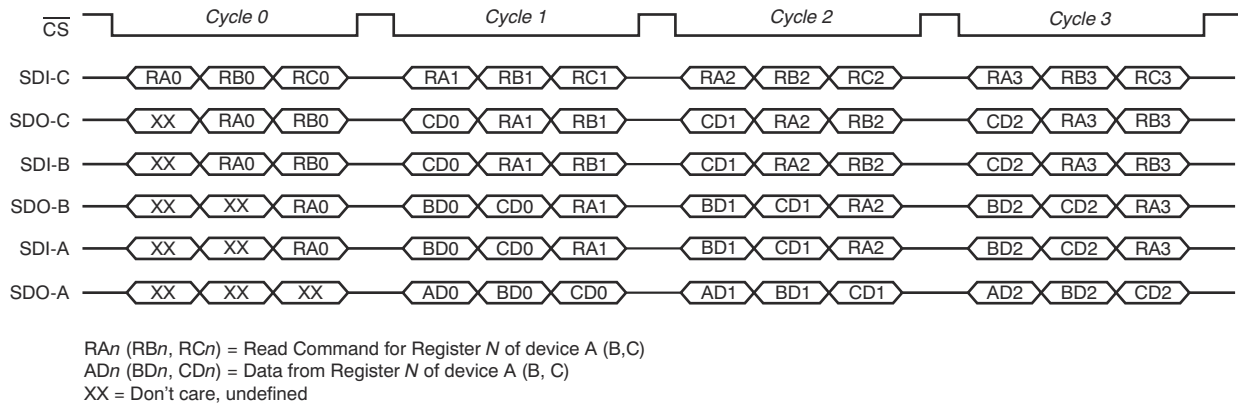 CS Cycle 0 Cycle 1 Cycle 2 Cycle 3
SDI-C RA0 RB0 RC0 RA1 RB1 RC1 RA2 RB2 RC2 RA3 RB3 RC3
SDO-C XX RA0 RB0 CD0 RA1 RB1 CD1 RA2 RB2 CD2 RA3 RB3
SDI-B XX RA0 RB0 CD0 RA1 RB1 CD1 RA2 RB2 CD2 RA3 RB3
SDO-B XX XX RA0 BD0 CD0 RA1 BD1 CD1 RA2 BD2 CD2 RA3
SDI-A XX XX RA0 BD0 CD0 RA1 BD1 CD1 RA2 BD2 CD2 RA3
SDO-A XX XX XX AD0 BD0 CD0 AD1 BD1 CD1 AD2 BD2 CD2
RAn (RBn, RCn) = Read Command for Register N of device A (B,C)
ADn (BDn, CDn) = Data from Register N of device A (B, C)
XX = Don't care, undefined